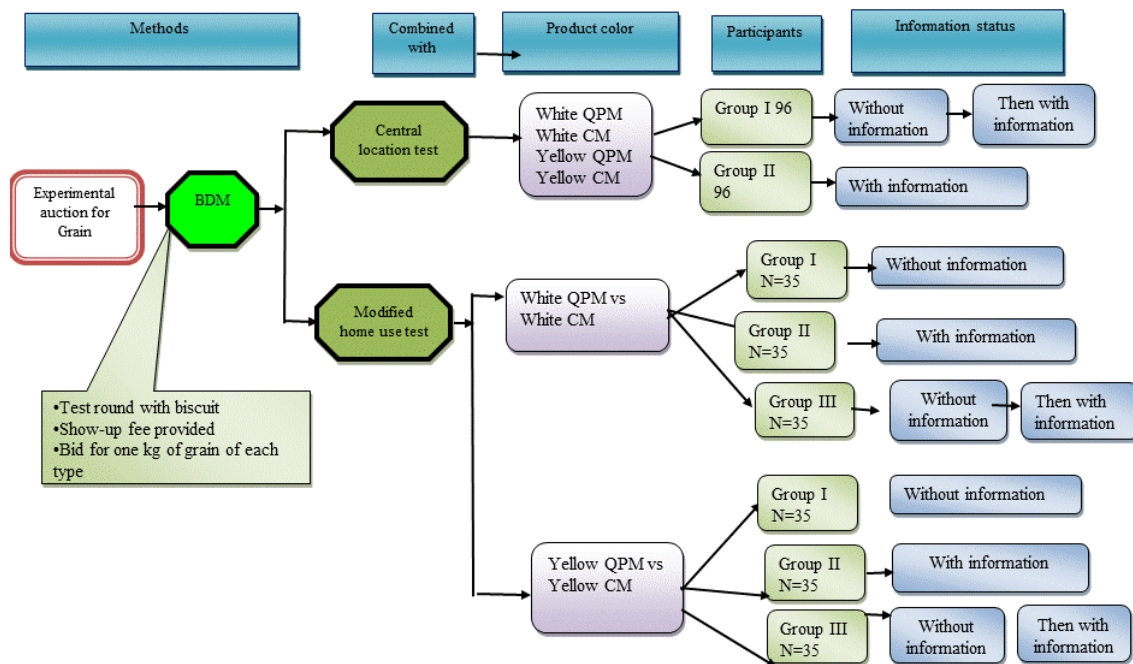 Methods
Combined
with
Product color
Participants
Information status
Experimental
auction for
Grain
BDM
•Test round with biscuit
•Show-up fee provided
•Bid for one kg of grain of each
type
Central
location test
White QPM
White CM
Yellow QPM
Yellow CM
Group I 96
Without
information
Then with
information
Group II
96
With information
Modified
home use test
White QPM vs
White CM
Group I
N=35
Without information
Group II
N=35
With information
Group III
N=35
Without
information
Then with
information
Yellow QPM vs
Yellow CM
Group I
N=35
Without information
Group II
N=35
With information
Group III
N=35
Without
information
Then with
information